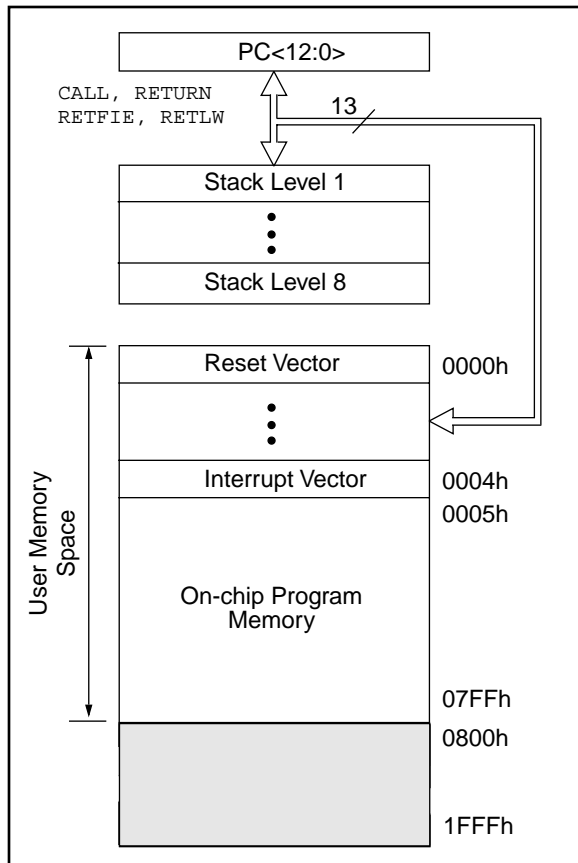 PC<12:0>
CALL, RETURN
RETFIE, RETLW
13
Stack Level 1
Stack Level 8
User Memory
Space
Reset Vector
0000h
Interrupt Vector
0004h
0005h
On-chip Program
Memory
07FFh
0800h
1FFFh